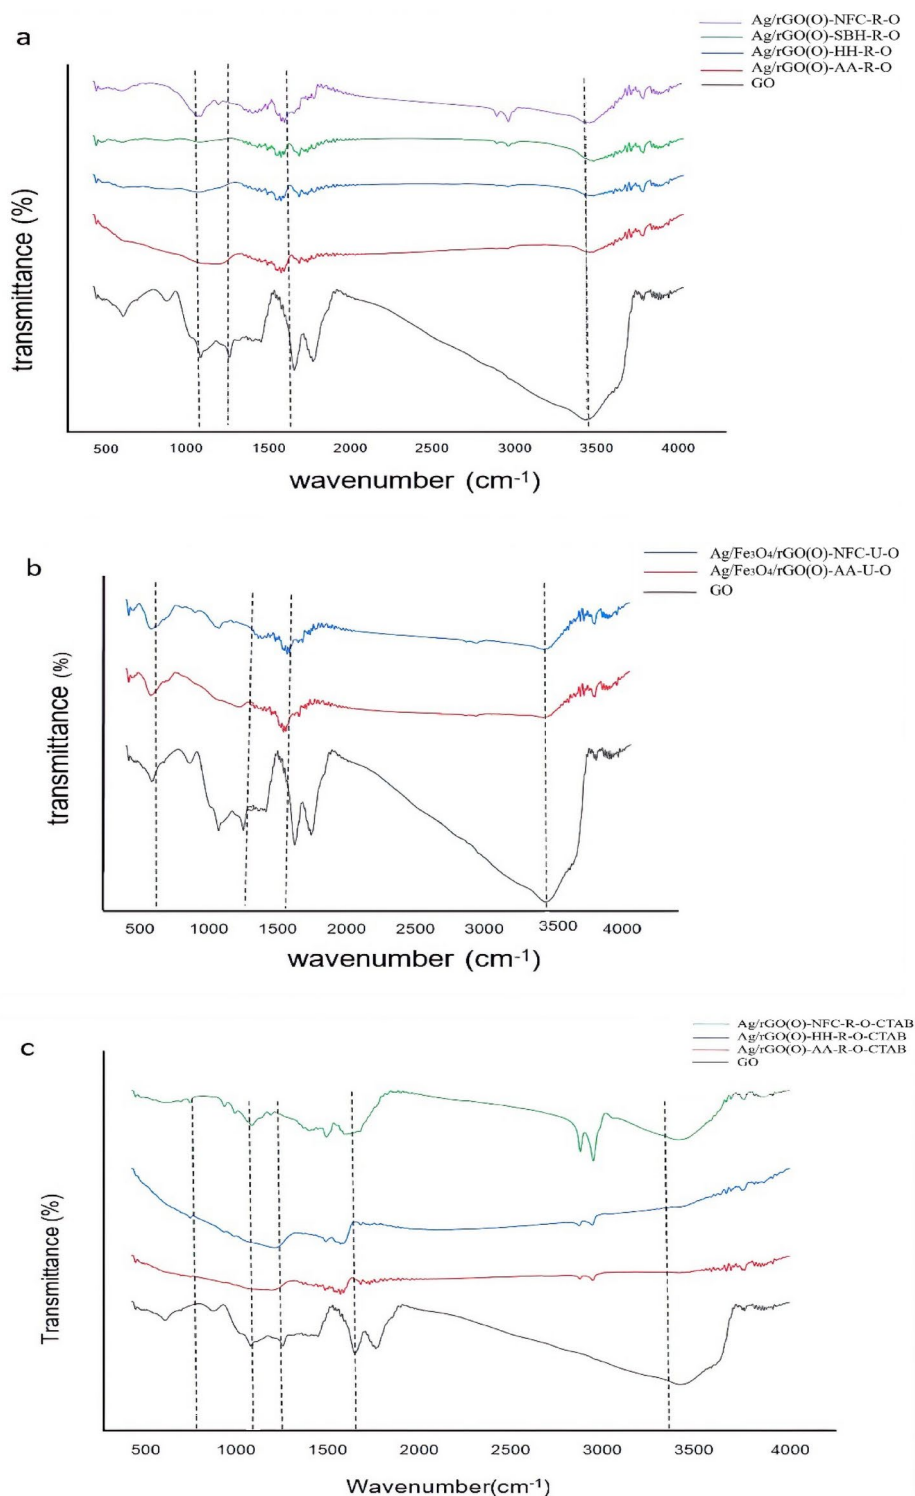 a
Ag/rGO(O)-NFC-R-O
Ag/rGO(O)-SBH-R-O
Ag/rGO(O)-HH-R-O
Ag/rGO(O)-AA-R-O
GO
transmittance (%)
500 1000 1500 2000 2500 3000 3500 4000
wavenumber (cm-1)
b
Ag/Fe3O4/rGO(O)-NFC-U-O
Ag/Fe3O4/rGO(O)-AA-U-O
GO
transmittance (%)
500 1000 1500 2000 2500 3000 3500 4000
wavenumber (cm-1)
c
Ag/rGO(O)-NFC-R-O-CTAB
Ag/rGO(O)-HH-R-O-CTAB
Ag/rGO(O)-AA-R-O-CTAB
GO
Transmittance (%)
500 1000 1500 2000 2500 3000 3500 4000
Wavenumber(cm-1)